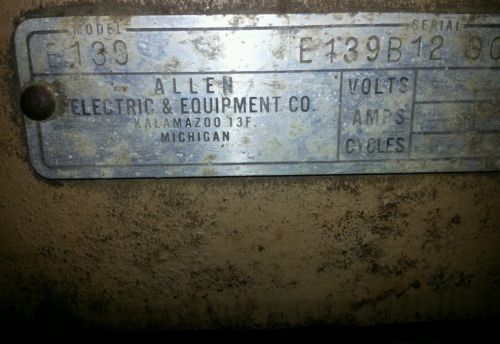 MODEL SERIAL
E139 E139B12
ALLEN
ELECTRIC & EQUIPMENT CO.
KALAMAZOO 13F.
MICHIGAN
VOLTS
AMPS
CYCLES